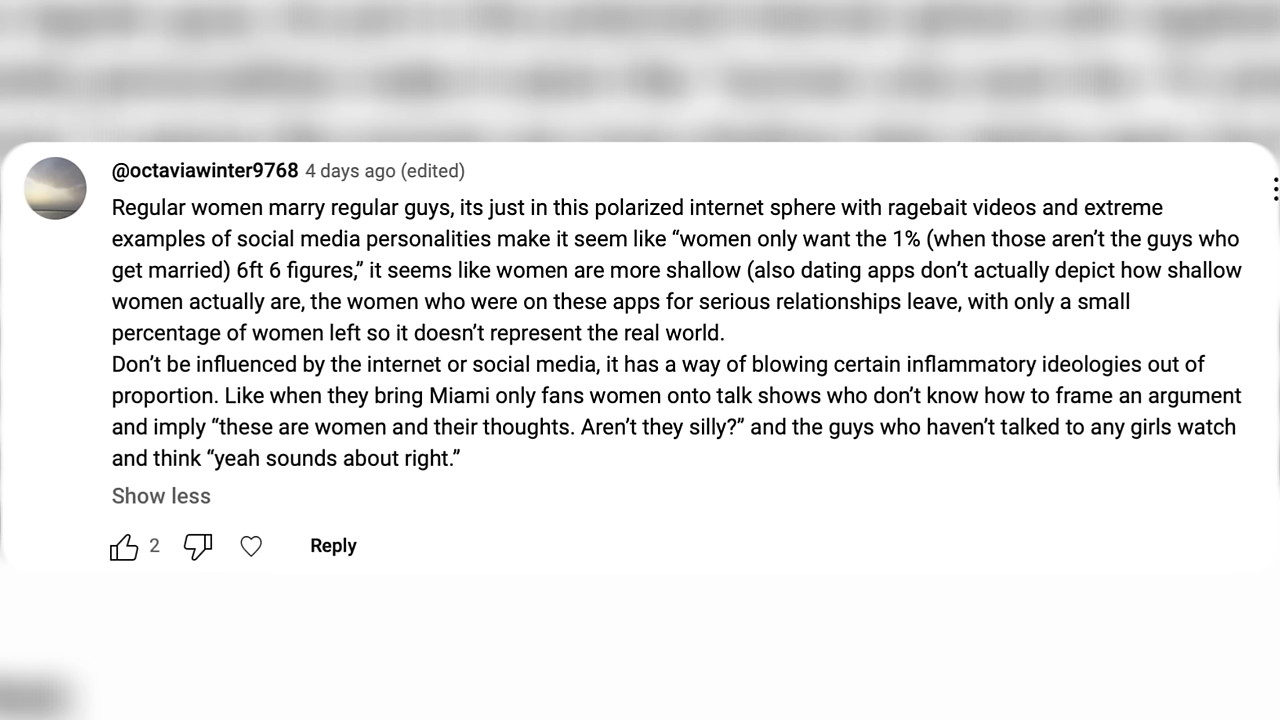 @octaviawinter9768 4 days ago (edited)
Regular women marry regular guys, its just in this polarized internet sphere with ragebait videos and extreme
examples of social media personalities make it seem like “women only want the 1% (when those aren’t the guys who
get married) 6ft 6 figures,” it seems like women are more shallow (also dating apps don’t actually depict how shallow
women actually are, the women who were on these apps for serious relationships leave, with only a small
percentage of women left so it doesn’t represent the real world.
Don’t be influenced by the internet or social media, it has a way of blowing certain inflammatory ideologies out of
proportion. Like when they bring Miami only fans women onto talk shows who don’t know how to frame an argument
and imply “these are women and their thoughts. Aren’t they silly?” and the guys who haven’t talked to any girls watch
and think “yeah sounds about right.”
Show less
2 Reply